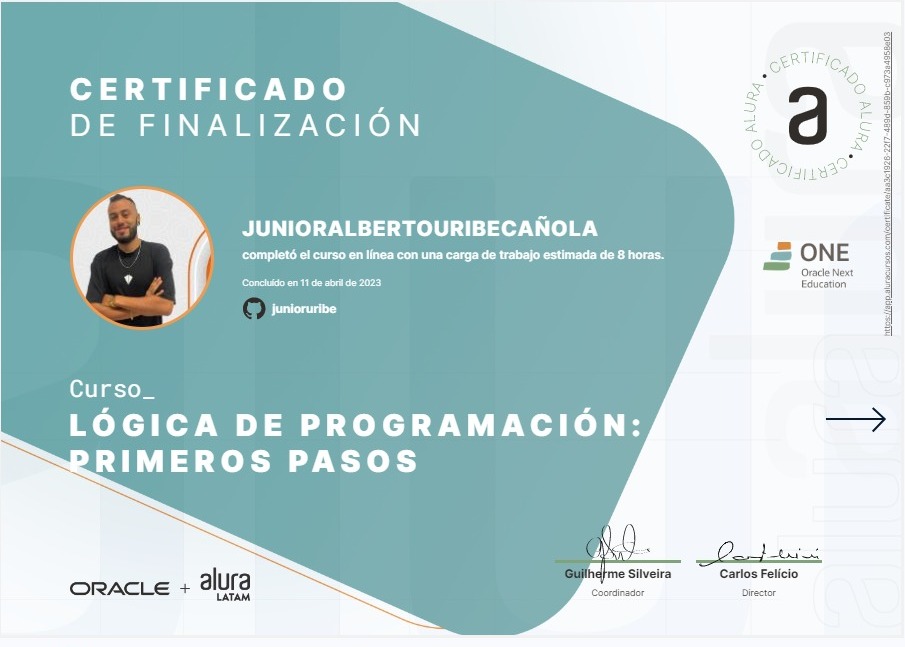 CERTIFICADO
DE FINALIZACIÓN
CERTIFICADO ALURA • CERTIFICADO ALURA •
a
JUNIORALBERTOURIBECAÑOLA
completó el curso en línea con una carga de trabajo estimada de 8 horas.
Concluído en 11 de abril de 2023
junioruribe
ONE
Oracle Next
Education
Curso_
LÓGICA DE PROGRAMACIÓN:
PRIMEROS PASOS
ORACLE + alura
LATAM
Guilherme Silveira
Coordinador
Carlos Felício
Director